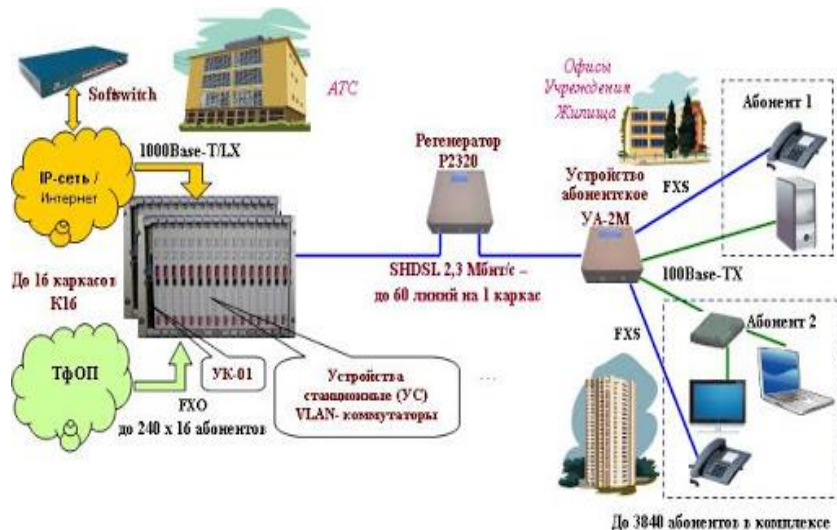 Softswitch
АТС
Офисы
Учреждения
Жилища
Абонент 1
1000Base-T/LX
IP-сеть /
Интернет
Регенератор
Р2320
Устройство
абонентское
УА-2М
FXS
SHDSL 2,3 Мбит/с –
до 60 линий на 1 каркас
100Base-TX
До 16 каркасов
К16
ТфОП
УК-01
FXO
до 240 х 16 абонентов
Устройства
станционные (УС)
VLAN- коммутаторы
...
FXS
Абонент 2
До 3840 абонентов в комплексе